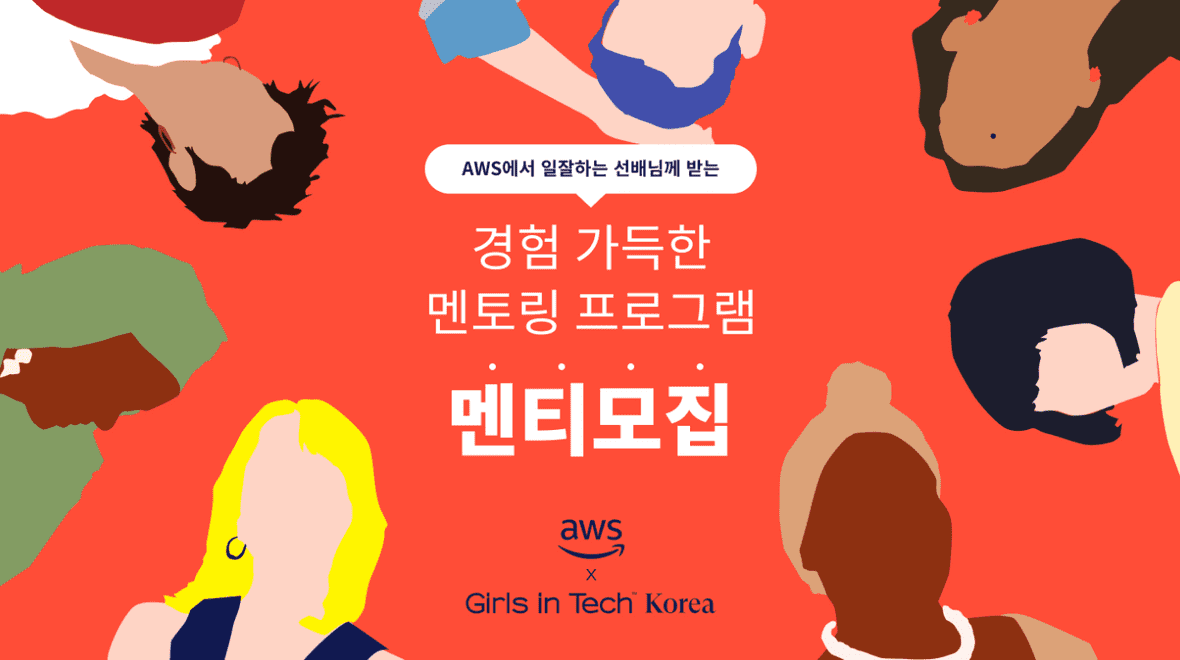 AWS에서 일잘하는 선배님께 받는
경험 가득한
멘토링 프로그램
멘티모집
aws
x
Girls in Tech™ Korea